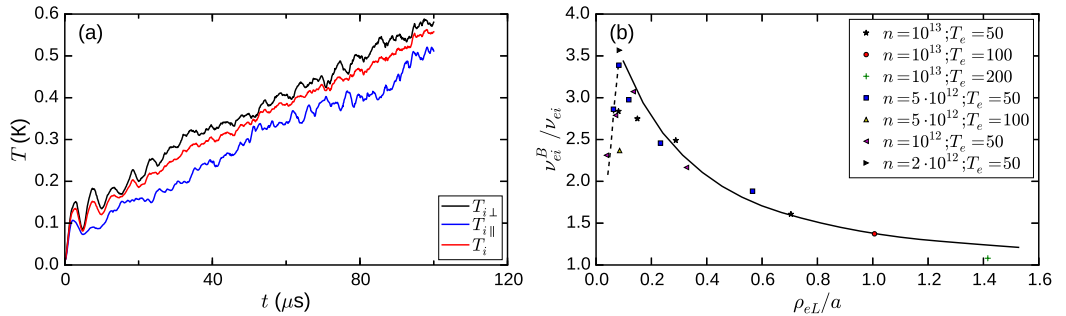 (a)
T (K)
0.6
0.5
0.4
0.3
0.2
0.1
0.0
0 20 40 60 80 100 120
t (μs)
T_{i⊥}
T_{i∥}
T_i
(b)
ν_{ei}^B/ν_{ei}
4.0
3.5
3.0
2.5
2.0
1.5
1.0
0.0 0.2 0.4 0.6 0.8 1.0 1.2 1.4 1.6
ρ_{eL}/a
n=10^{13};T_e=50
n=10^{13};T_e=100
n=10^{13};T_e=200
n=5·10^{12};T_e=50
n=5·10^{12};T_e=100
n=10^{12};T_e=50
n=2·10^{12};T_e=50